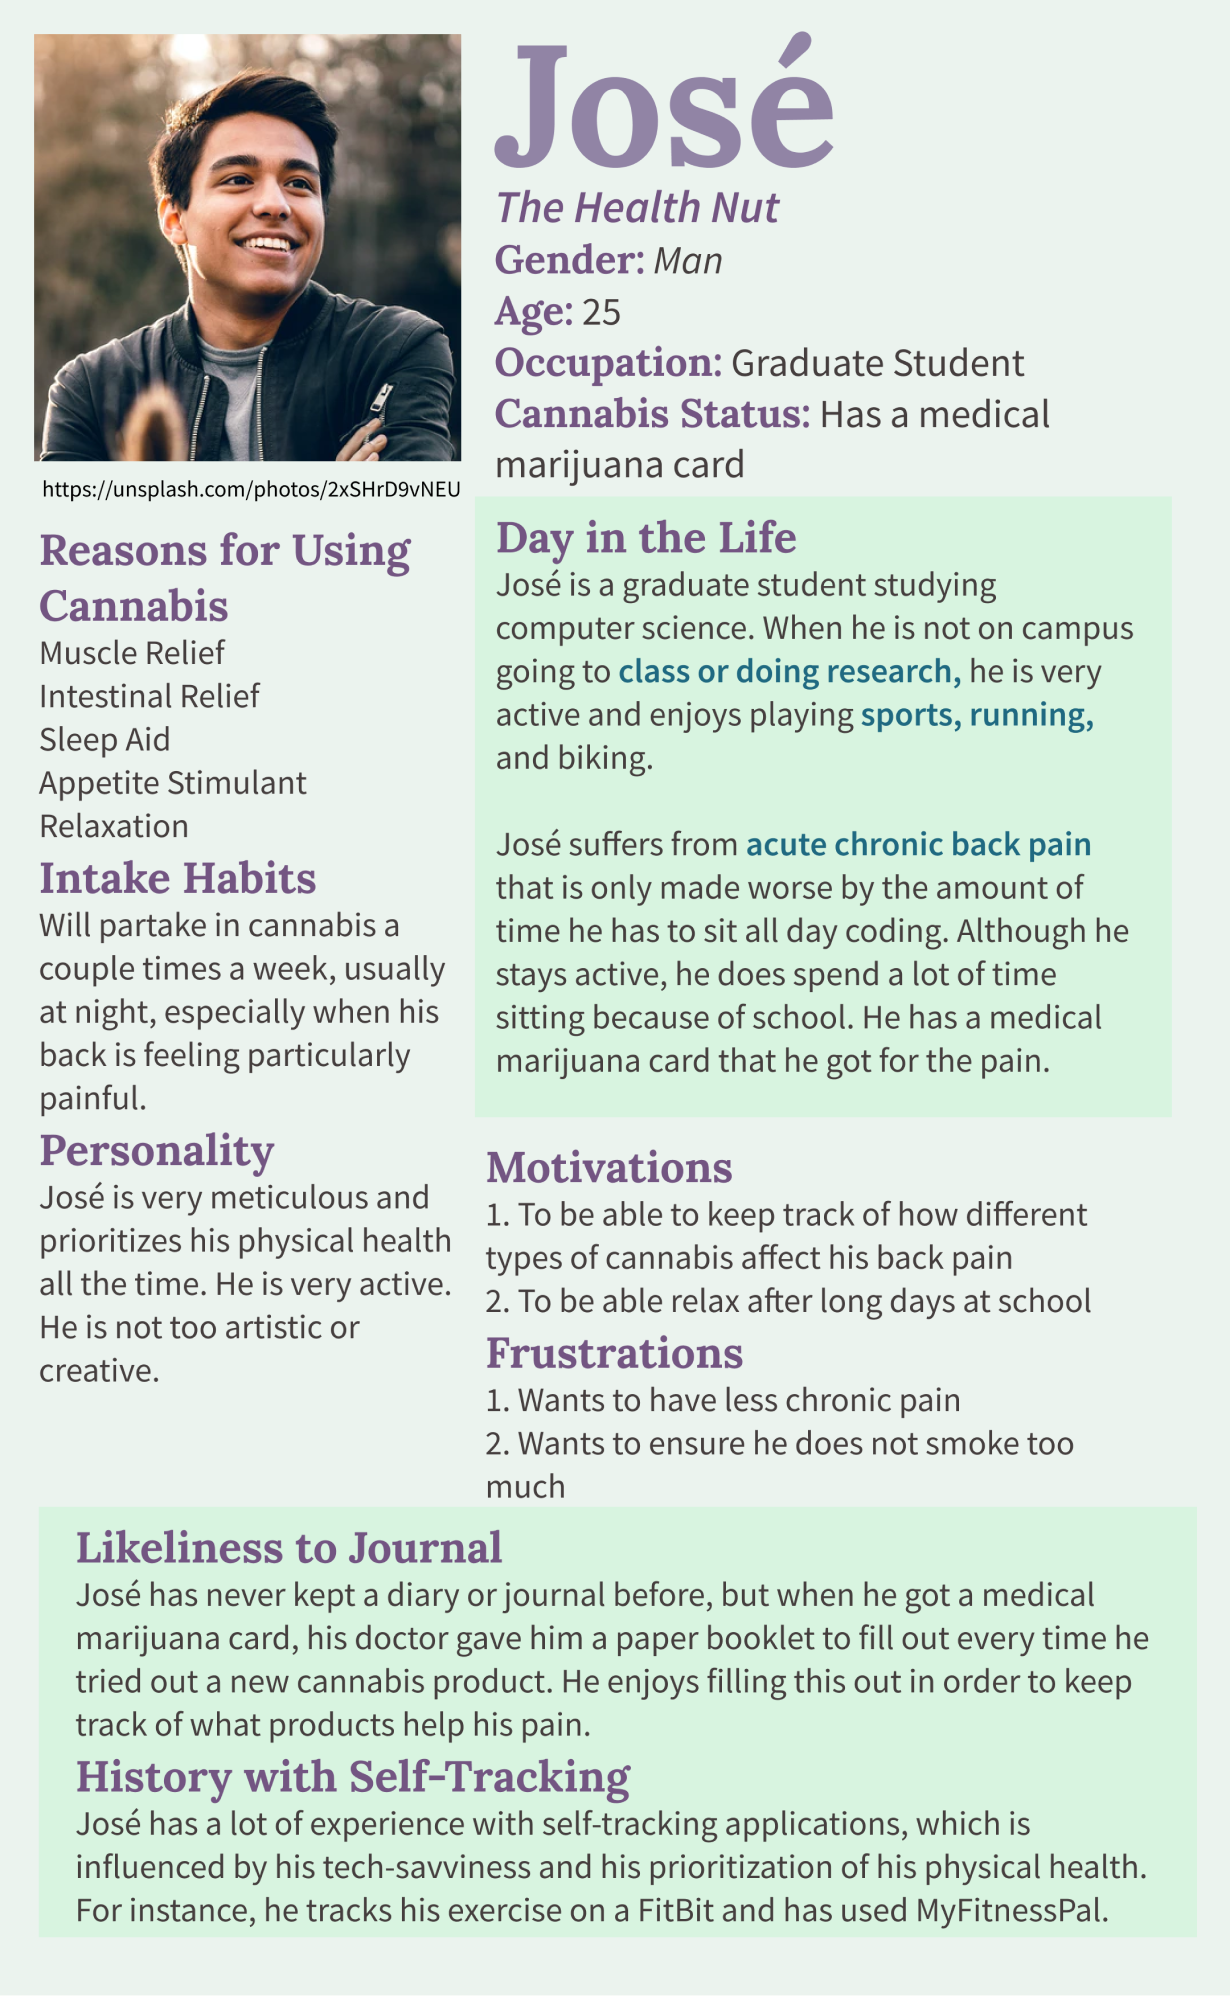 José
The Health Nut
Gender: Man
Age: 25
Occupation: Graduate Student
Cannabis Status: Has a medical
marijuana card
https://unsplash.com/photos/2xSHrD9vNEU
Reasons for Using
Cannabis
Muscle Relief
Intestinal Relief
Sleep Aid
Appetite Stimulant
Relaxation
Intake Habits
Will partake in cannabis a
couple times a week, usually
at night, especially when his
back is feeling particularly
painful.
Personality
José is very meticulous and
prioritizes his physical health
all the time. He is very active.
He is not too artistic or
creative.
Day in the Life
José is a graduate student studying
computer science. When he is not on campus
going to class or doing research, he is very
active and enjoys playing sports, running,
and biking.
José suffers from acute chronic back pain
that is only made worse by the amount of
time he has to sit all day coding. Although he
stays active, he does spend a lot of time
sitting because of school. He has a medical
marijuana card that he got for the pain.
Motivations
1. To be able to keep track of how different
types of cannabis affect his back pain
2. To be able relax after long days at school
Frustrations
1. Wants to have less chronic pain
2. Wants to ensure he does not smoke too
much
Likeliness to Journal
José has never kept a diary or journal before, but when he got a medical
marijuana card, his doctor gave him a paper booklet to fill out every time he
tried out a new cannabis product. He enjoys filling this out in order to keep
track of what products help his pain.
History with Self-Tracking
José has a lot of experience with self-tracking applications, which is
influenced by his tech-savviness and his prioritization of his physical health.
For instance, he tracks his exercise on a FitBit and has used MyFitnessPal.